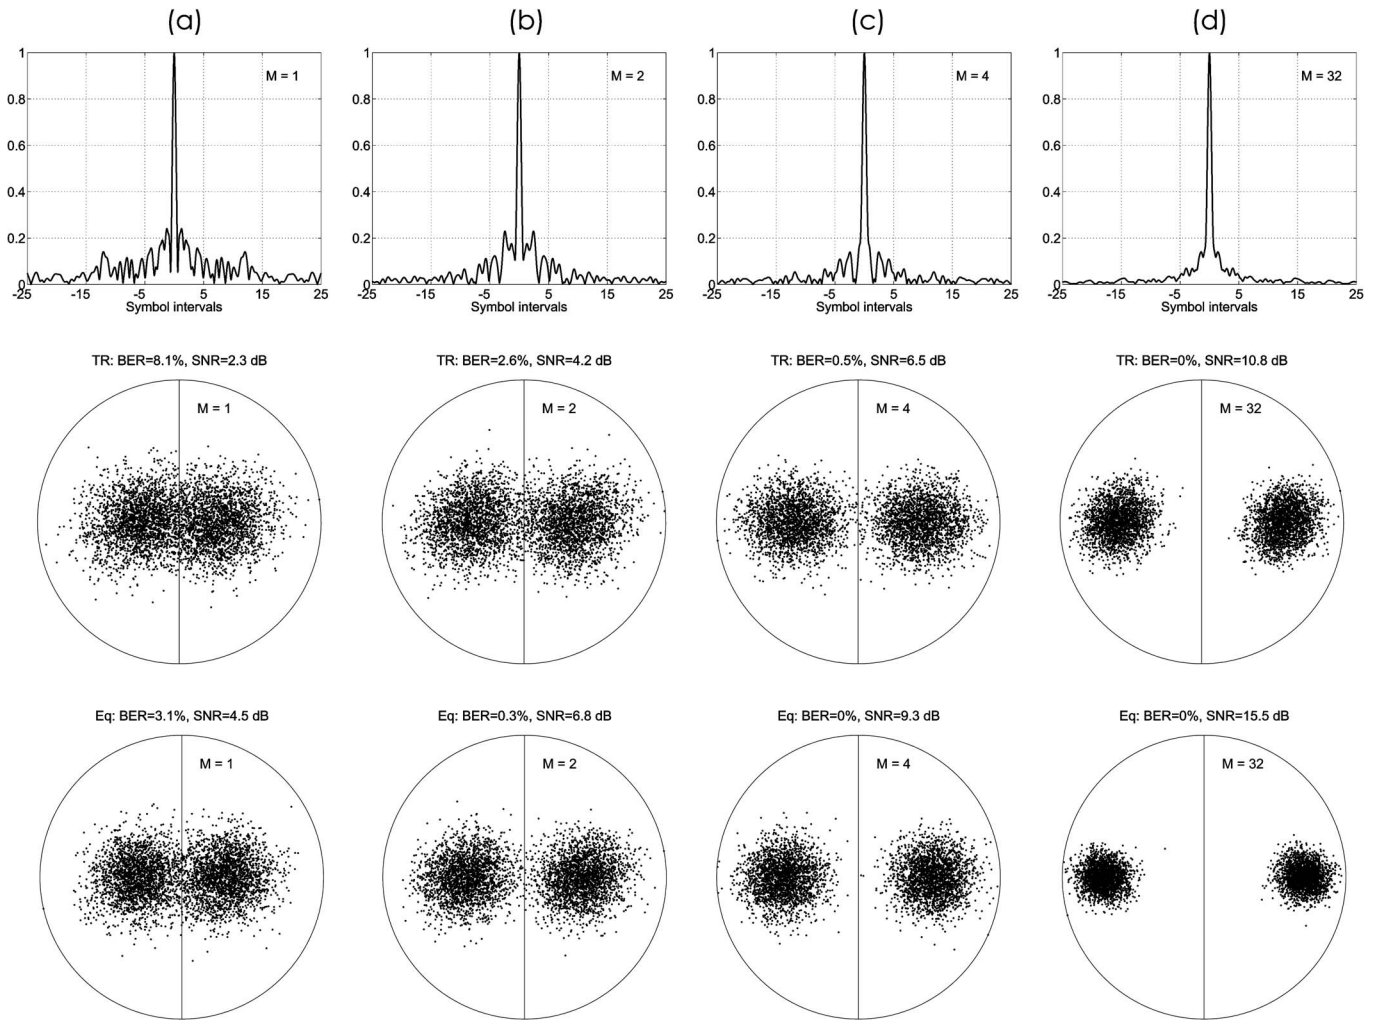 (a) (b) (c) (d)
1 1 1 1
M = 1 M = 2 M = 4 M = 32
0.8 0.8 0.8 0.8
0.6 0.6 0.6 0.6
0.4 0.4 0.4 0.4
0.2 0.2 0.2 0.2
0 0 0 0
-25 -15 -5 5 15 25 -25 -15 -5 5 15 25 -25 -15 -5 5 15 25 -25 -15 -5 5 15 25
Symbol intervals Symbol intervals Symbol intervals Symbol intervals
TR: BER=8.1%, SNR=2.3 dB TR: BER=2.6%, SNR=4.2 dB TR: BER=0.5%, SNR=6.5 dB TR: BER=0%, SNR=10.8 dB
M = 1 M = 2 M = 4 M = 32
Eq: BER=3.1%, SNR=4.5 dB Eq: BER=0.3%, SNR=6.8 dB Eq: BER=0%, SNR=9.3 dB Eq: BER=0%, SNR=15.5 dB
M = 1 M = 2 M = 4 M = 32